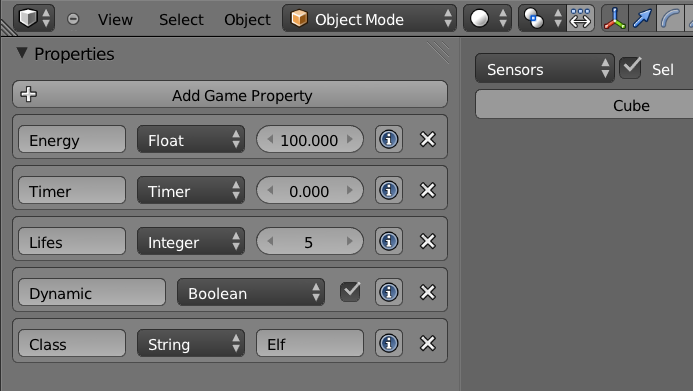 View Select Object Object Mode
Properties
Sensors Sel
Add Game Property
Cube
Energy Float 100.000
Timer Timer 0.000
Lifes Integer 5
Dynamic Boolean
Class String Elf